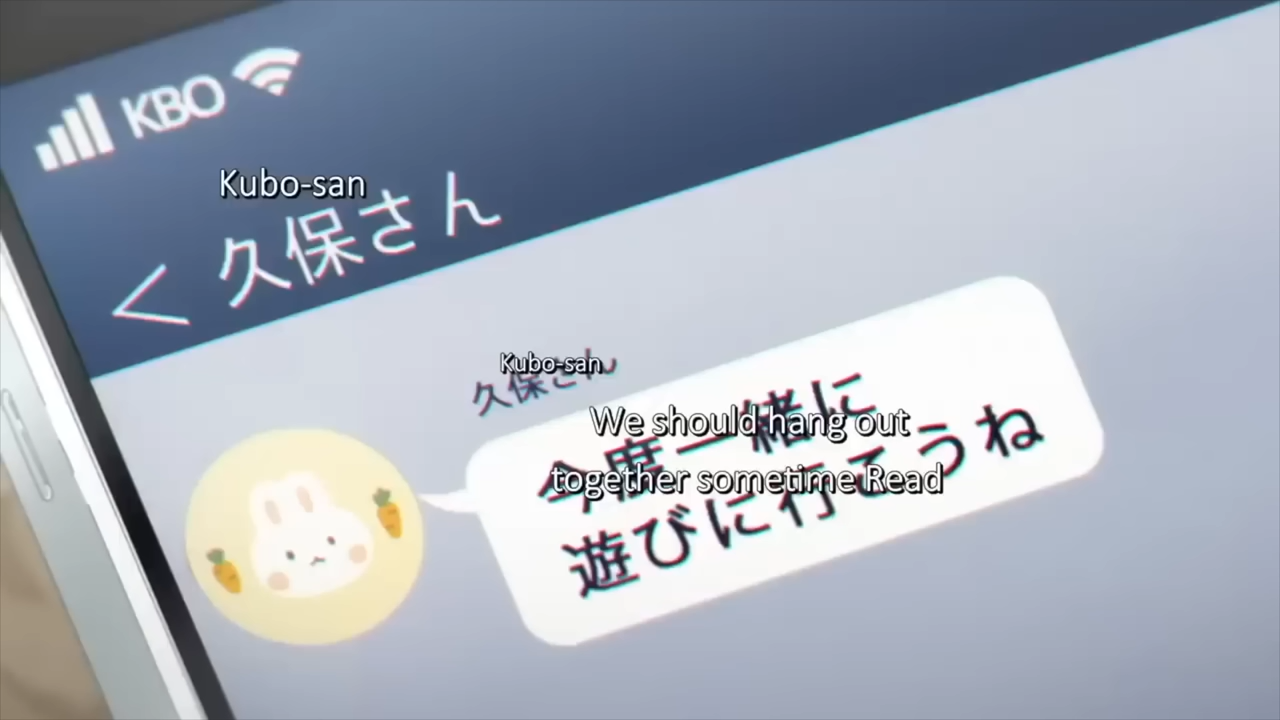 KBO
Kubo-san
< 久保さん
Kubo-san
久保さん
We should hang out
together sometime Read
今度一緒に
遊びに行こうね